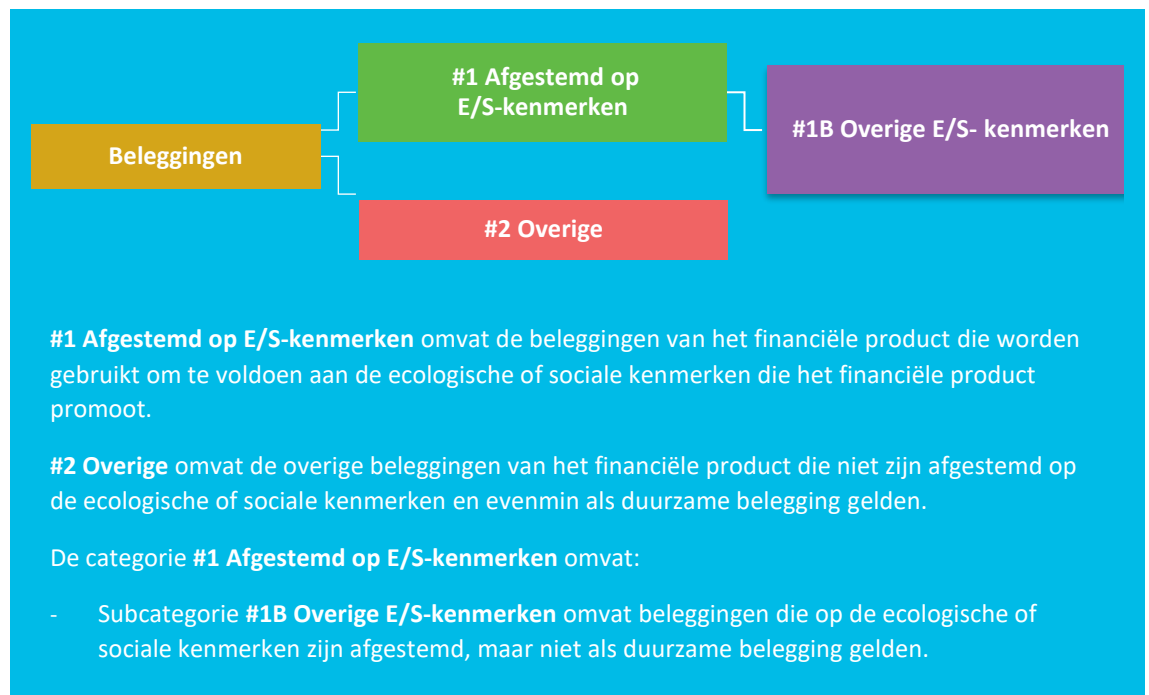 #1 Afgestemd op
E/S-kenmerken
#1B Overige E/S- kenmerken
Beleggingen
#2 Overige
#1 Afgestemd op E/S-kenmerken omvat de beleggingen van het financiële product die worden
gebruikt om te voldoen aan de ecologische of sociale kenmerken die het financiële product
promoot.
#2 Overige omvat de overige beleggingen van het financiële product die niet zijn afgestemd op
de ecologische of sociale kenmerken en evenmin als duurzame belegging gelden.
De categorie #1 Afgestemd op E/S-kenmerken omvat:
- Subcategorie #1B Overige E/S-kenmerken omvat beleggingen die op de ecologische of
sociale kenmerken zijn afgestemd, maar niet als duurzame belegging gelden.